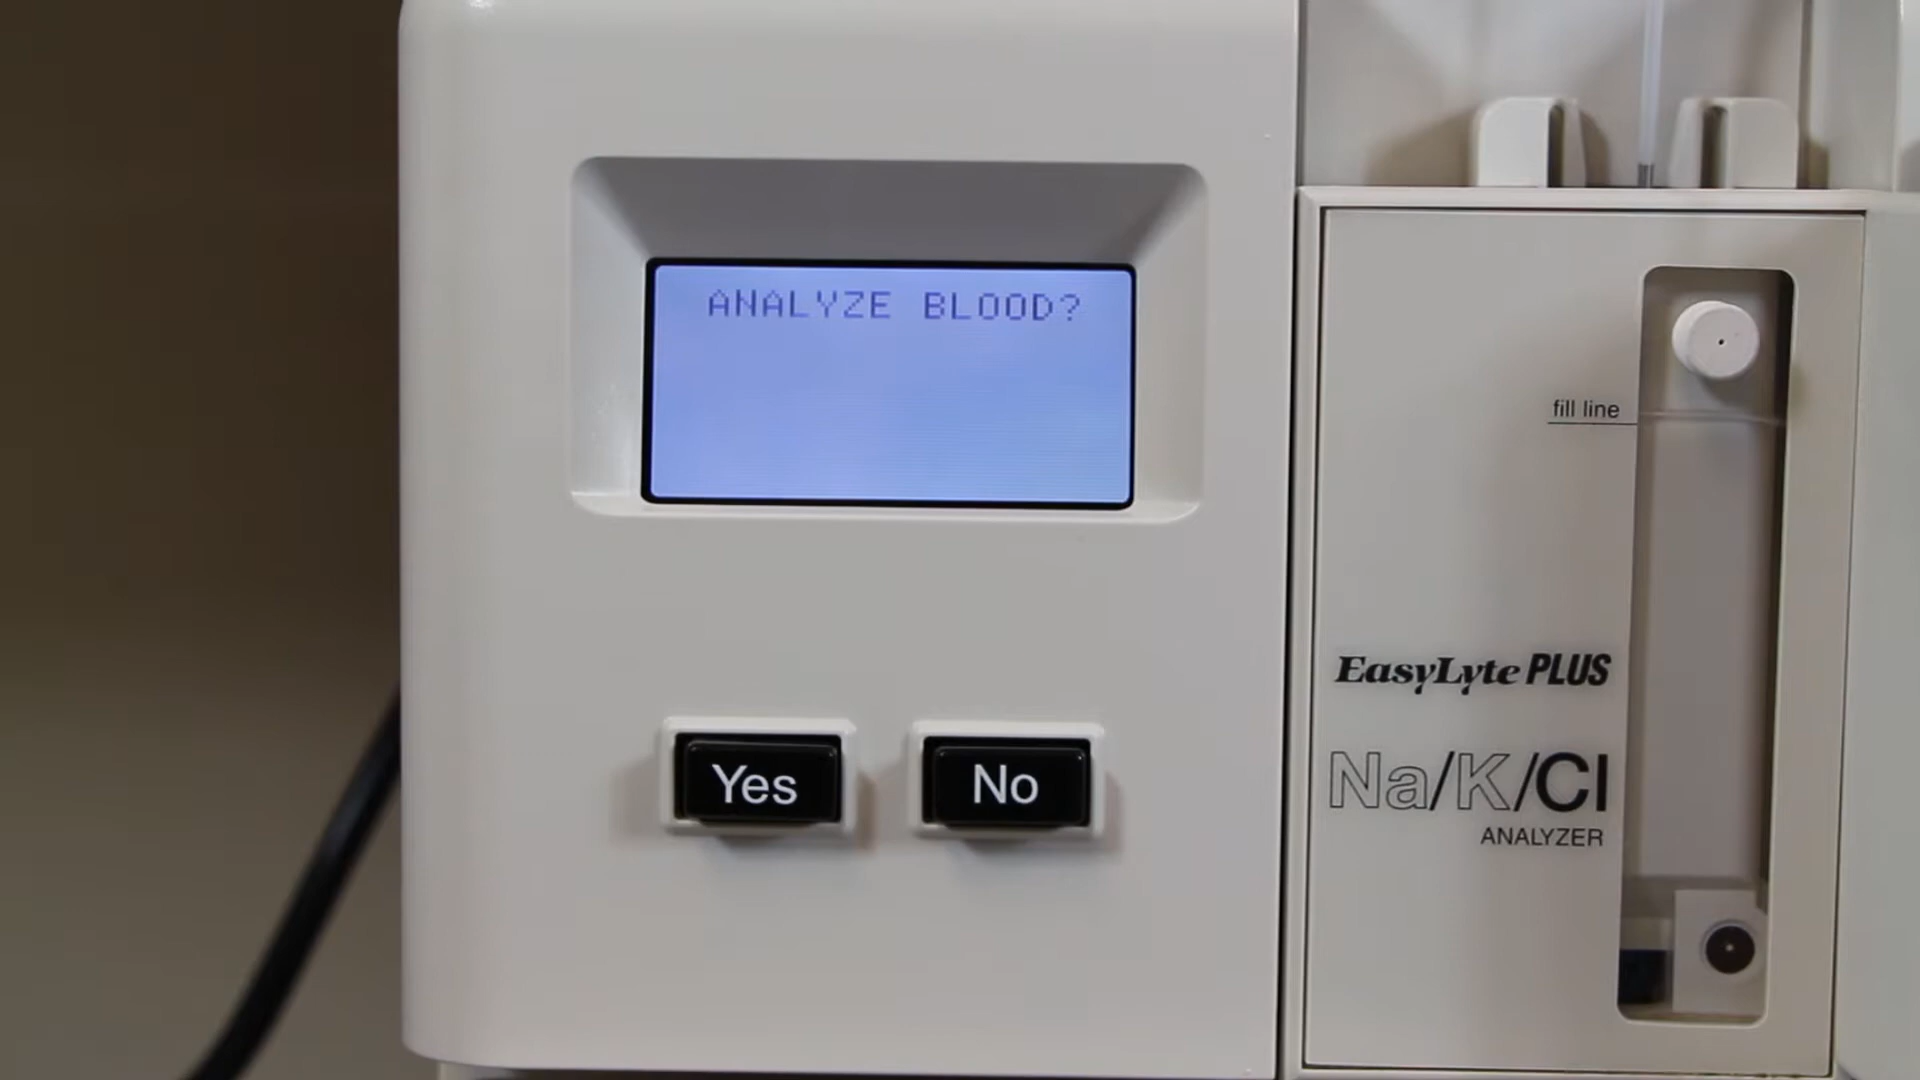 ANALYZE BLOOD?
Yes
No
fill line
EasyLyte PLUS
Na/K/Cl
ANALYZER